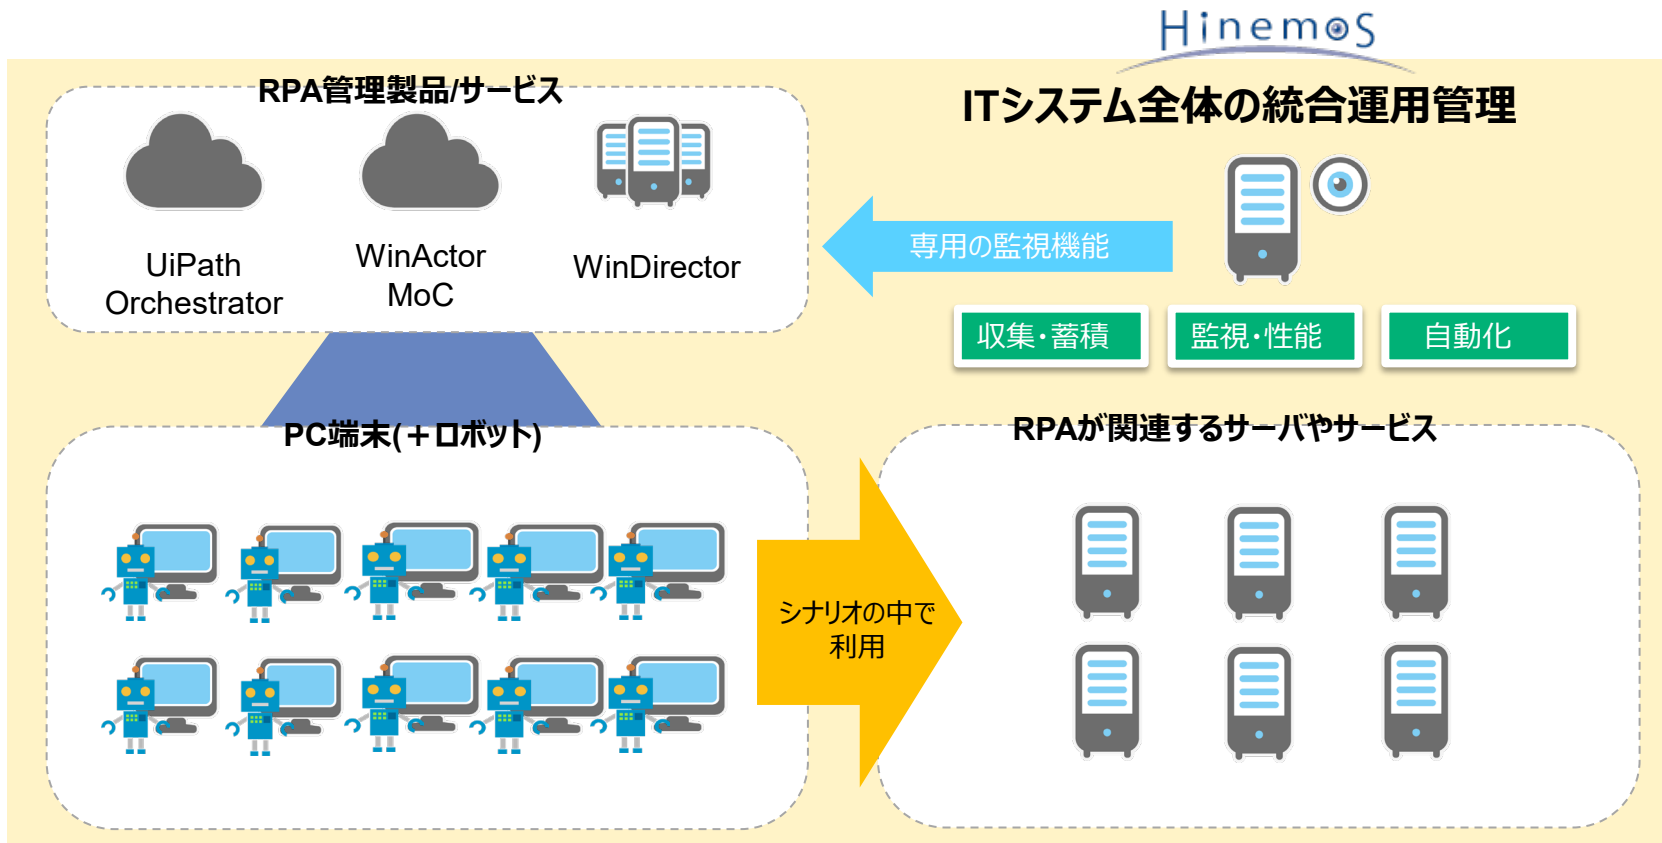 Hinemos
ITシステム全体の統合運用管理
RPA管理製品/サービス
UiPath
Orchestrator
WinActor
MoC
WinDirector
専用の監視機能
収集・蓄積
監視・性能
自動化
PC端末(＋ロボット)
シナリオの中で
利用
RPAが関連するサーバやサービス